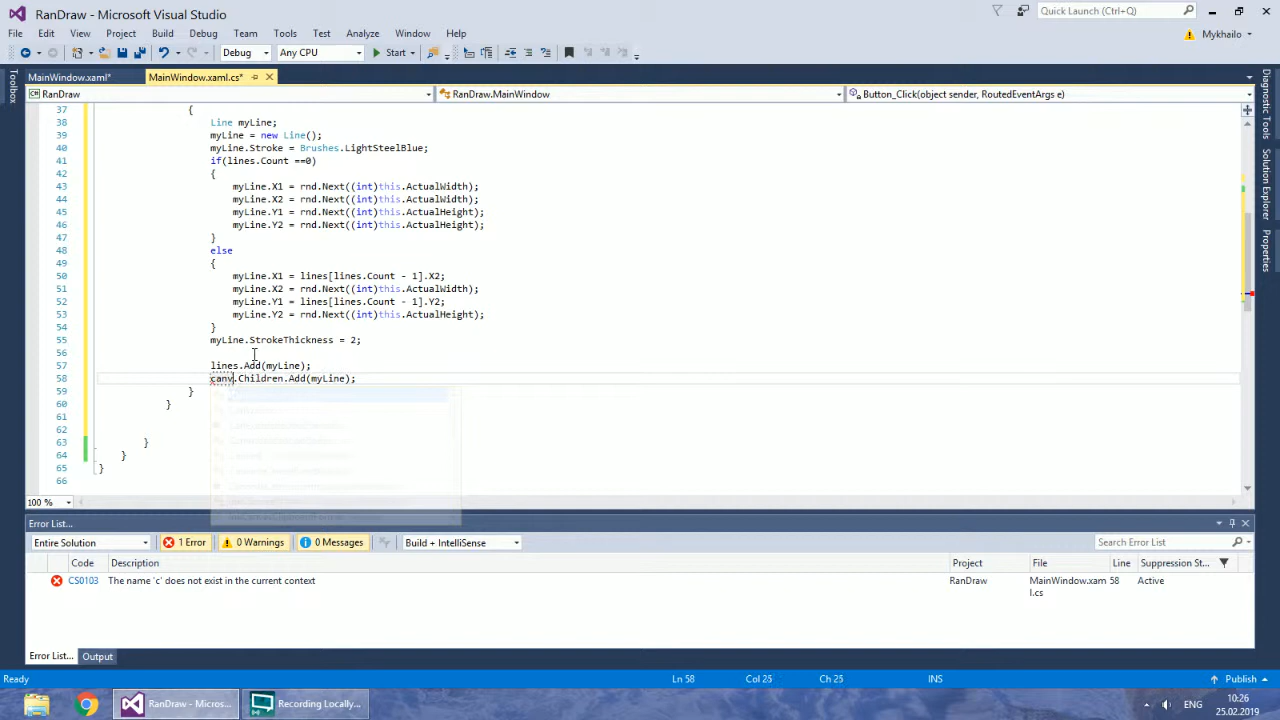 RanDraw - Microsoft Visual Studio
Quick Launch (Ctrl+Q)
File Edit View Project Build Debug Team Tools Test Analyze Window Help
Mykhailo
Debug Any CPU Start
Toolbox
MainWindow.xaml* MainWindow.xaml.cs*
RanDraw RanDraw.MainWindow Button_Click(object sender, RoutedEventArgs e)
Diagnostic Tools
Solution Explorer
Properties
37 {
38 Line myLine;
39 myLine = new Line();
40 myLine.Stroke = Brushes.LightSteelBlue;
41 if(lines.Count ==0)
42 {
43 myLine.X1 = rnd.Next((int)this.ActualWidth);
44 myLine.X2 = rnd.Next((int)this.ActualWidth);
45 myLine.Y1 = rnd.Next((int)this.ActualHeight);
46 myLine.Y2 = rnd.Next((int)this.ActualHeight);
47 }
48 else
49 {
50 myLine.X1 = lines[lines.Count - 1].X2;
51 myLine.X2 = rnd.Next((int)this.ActualWidth);
52 myLine.Y1 = lines[lines.Count - 1].Y2;
53 myLine.Y2 = rnd.Next((int)this.ActualHeight);
54 }
55 myLine.StrokeThickness = 2;
56
57 lines.Add(myLine);
58 canv.Children.Add(myLine);
59 }
60 }
61
62
63 }
64 }
65 }
66
100 %
Error List...
Entire Solution 1 Error 0 Warnings 0 Messages Build + IntelliSense Search Error List
Code Description Project File Line Suppression St...
CS0103 The name 'c' does not exist in the current context RanDraw MainWindow.xam 58 Active
l.cs
Error List... Output
Ready Ln 58 Col 25 Ch 25 INS Publish
RanDraw - Micros... Recording Locally... ENG 10:26
25.02.2019